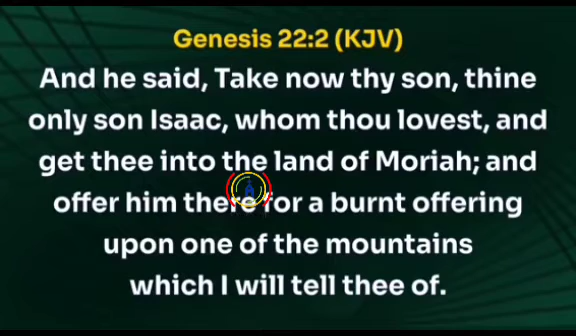 Genesis 22:2 (KJV)
And he said, Take now thy son, thine
only son Isaac, whom thou lovest, and
get thee into the land of Moriah; and
offer him there for a burnt offering
upon one of the mountains
which I will tell thee of.